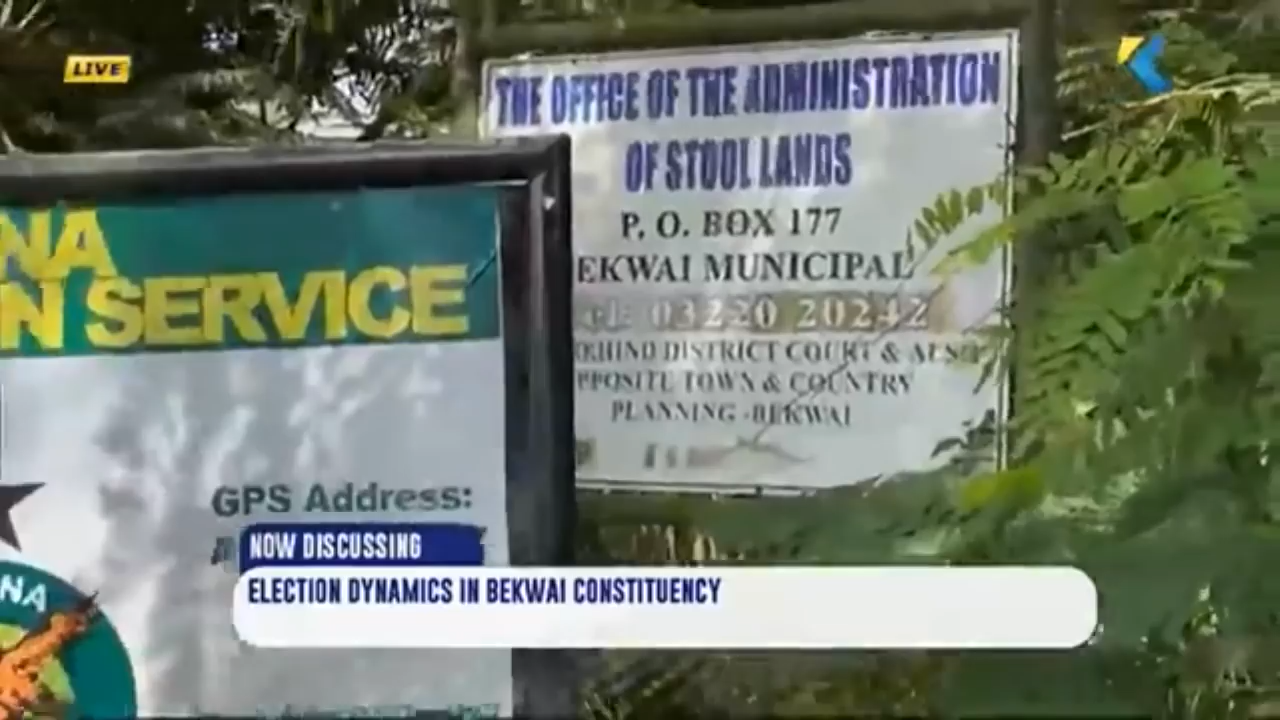 LIVE
THE OFFICE OF THE ADMINISTRATION
OF STOOL LANDS
P. O. BOX 177
EKWAI MUNICIPAL
03220 20242
DISTRICT COURT &
TOWN & COUNTRY
PLANNING -BEKWAI
NA
N SERVICE
GPS Address:
NA
NOW DISCUSSING
ELECTION DYNAMICS IN BEKWAI CONSTITUENCY